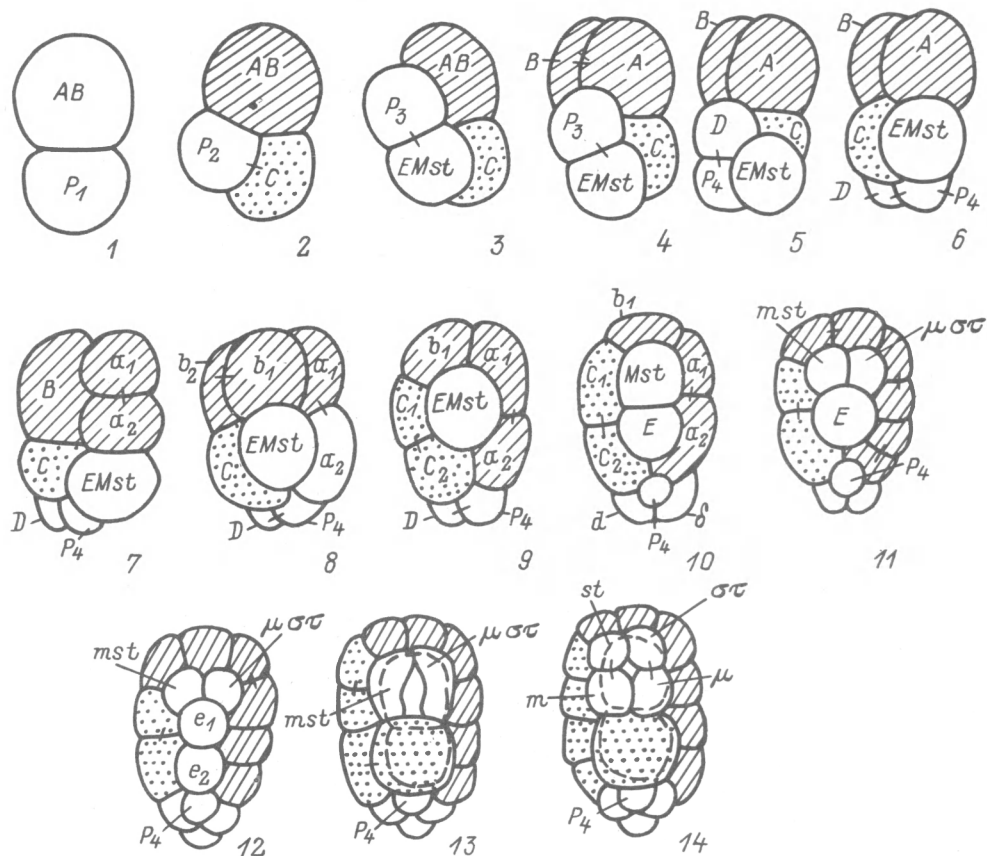 AB
P1
1
AB
P2
C
2
AB
P3
EMst
C
3
B
A
P3
C
EMst
4
B
A
D
C
P4
EMst
5
B
A
C
EMst
D
P4
6
B
a1
a2
C
EMst
D
P4
7
b2
b1
a1
EMst
C
a2
D
P4
8
b1
a1
C1
EMst
C2
a2
D
P4
9
b1
C1
Mst
a1
E
a2
C2
d
P4
δ
10
mst
μ στ
E
P4
11
mst
μ στ
e1
e2
P4
12
μ στ
mst
P4
13
st
στ
m
μ
P4
14